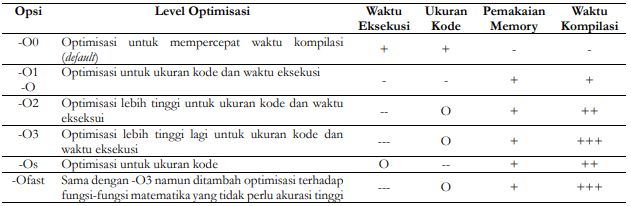 Opsi Level Optimisasi Waktu Eksekusi Ukuran Kode Pemakaian Memory Waktu Kompilasi
-O0 Optimisasi untuk mempercepat waktu kompilasi (default) + + - -
-O1 -O Optimisasi untuk ukuran kode dan waktu eksekusi - - + +
-O2 Optimisasi lebih tinggi untuk ukuran kode dan waktu ekseksui -- O + ++
-O3 Optimisasi lebih tinggi lagi untuk ukuran kode dan waktu eksekusi --- O + +++
-Os Optimisasi untuk ukuran kode O -- + ++
-Ofast Sama dengan -O3 namun ditambah optimisasi terhadap fungsi-fungsi matematika yang tidak perlu akurasi tinggi --- O + +++